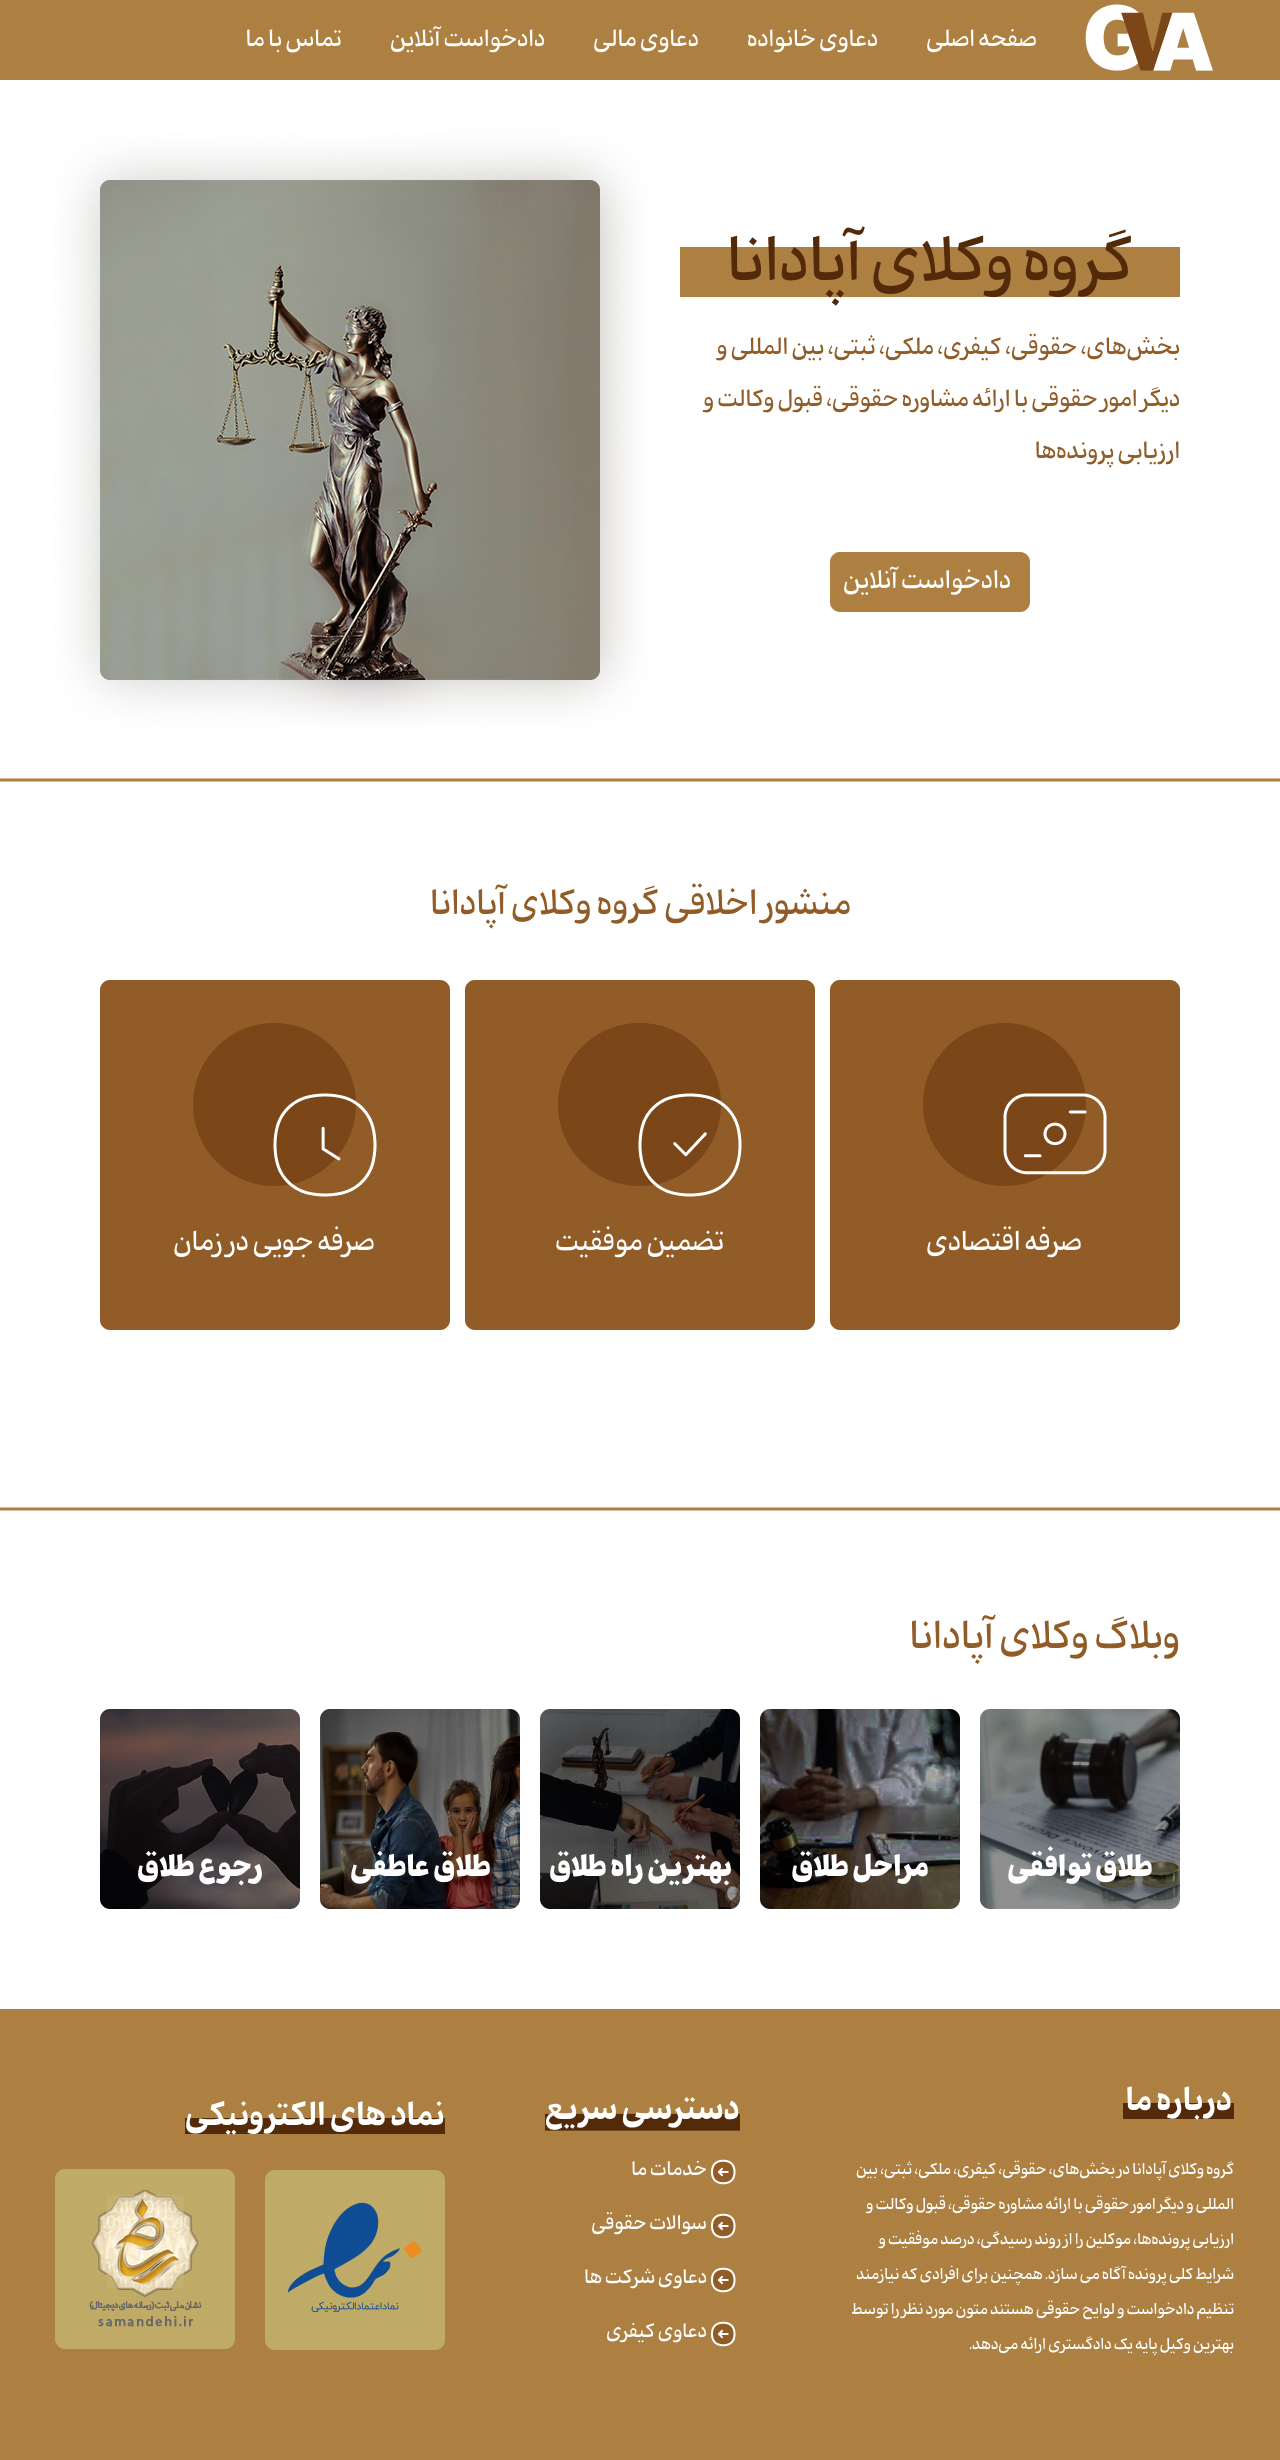 GVA
صفحه اصلی
دعاوی خانواده
دعاوی مالی
دادخواست آنلاین
تماس با ما
گروه وکلای آپادانا
بخش‌های، حقوقی، کیفری، ملکی، ثبتی، بین المللی و
دیگر امور حقوقی با ارائه مشاوره حقوقی، قبول وکالت و
ارزیابی پرونده‌ها
دادخواست آنلاین
منشور اخلاقی گروه وکلای آپادانا
صرفه اقتصادی
تضمین موفقیت
صرفه جویی در زمان
وبلاگ وکلای آپادانا
طلاق توافقی
مراحل طلاق
بهترین راه طلاق
طلاق عاطفی
رجوع طلاق
درباره ما
گروه وکلای آپادانا در بخش‌های، حقوقی، کیفری، ملکی، ثبتی، بین
المللی و دیگر امور حقوقی با ارائه مشاوره حقوقی، قبول وکالت و
ارزیابی پرونده‌ها، موکلین را از روند رسیدگی، درصد موفقیت و
شرایط کلی پرونده آگاه می سازد. همچنین برای افرادی که نیازمند
تنظیم دادخواست و لوایح حقوقی هستند متون مورد نظر را توسط
بهترین وکیل پایه یک دادگستری ارائه می‌دهد.
دسترسی سریع
خدمات ما
سوالات حقوقی
دعاوی شرکت ها
دعاوی کیفری
نماد های الکترونیکی
نماد اعتماد الکترونیکی
نشان ملی ثبت (رسانه های دیجیتال)
samandehi.ir